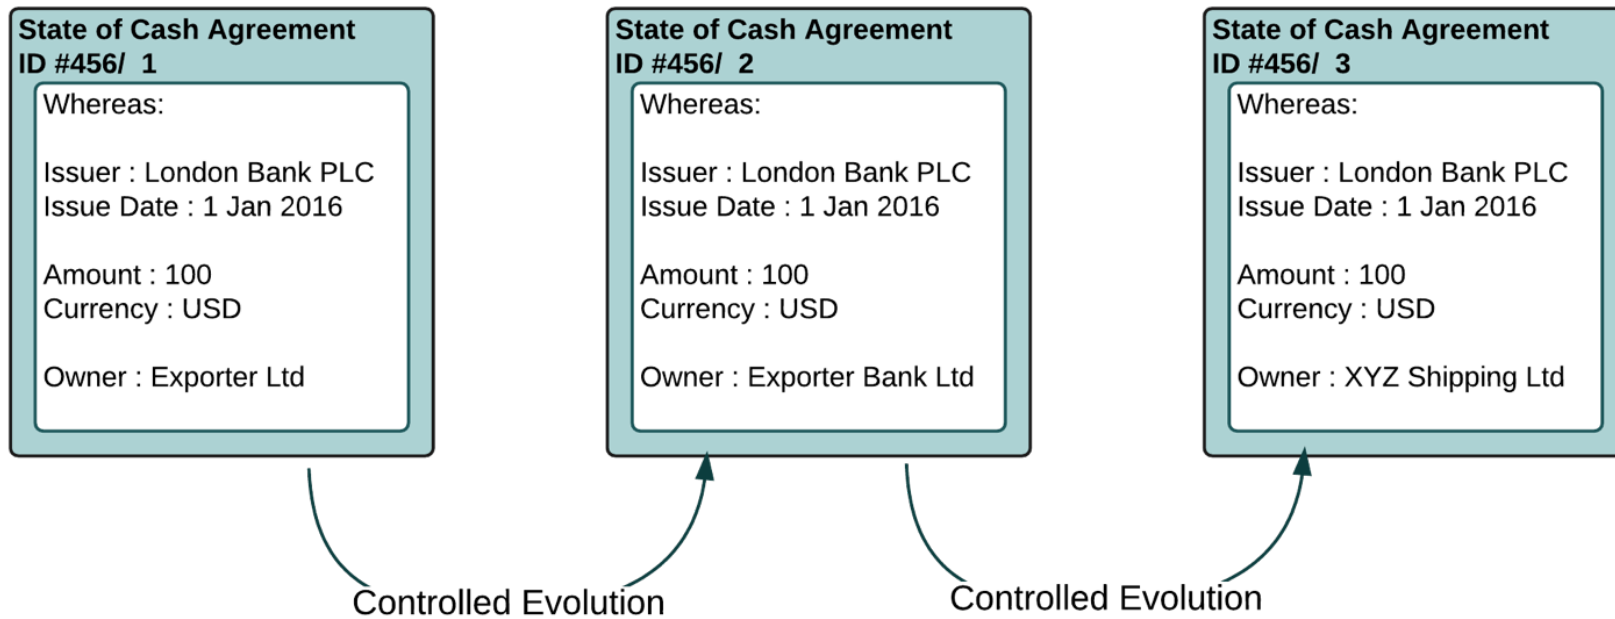 State of Cash Agreement
ID #456/  1
Whereas:
Issuer : London Bank PLC
Issue Date : 1 Jan 2016
Amount : 100
Currency : USD
Owner : Exporter Ltd
State of Cash Agreement
ID #456/  2
Whereas:
Issuer : London Bank PLC
Issue Date : 1 Jan 2016
Amount : 100
Currency : USD
Owner : Exporter Bank Ltd
State of Cash Agreement
ID #456/  3
Whereas:
Issuer : London Bank PLC
Issue Date : 1 Jan 2016
Amount : 100
Currency : USD
Owner : XYZ Shipping Ltd
Controlled Evolution
Controlled Evolution